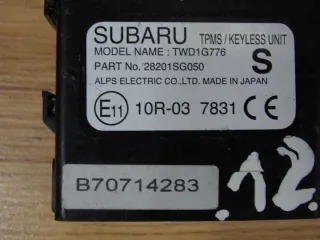 SUBARU TPMS / KEYLESS UNIT
MODEL NAME : TWD1G776
PART No. 28201SG050 S
ALPS ELECTRIC CO.,LTD. MADE IN JAPAN
E11 10R-03 7831 CE
B70714283
12.